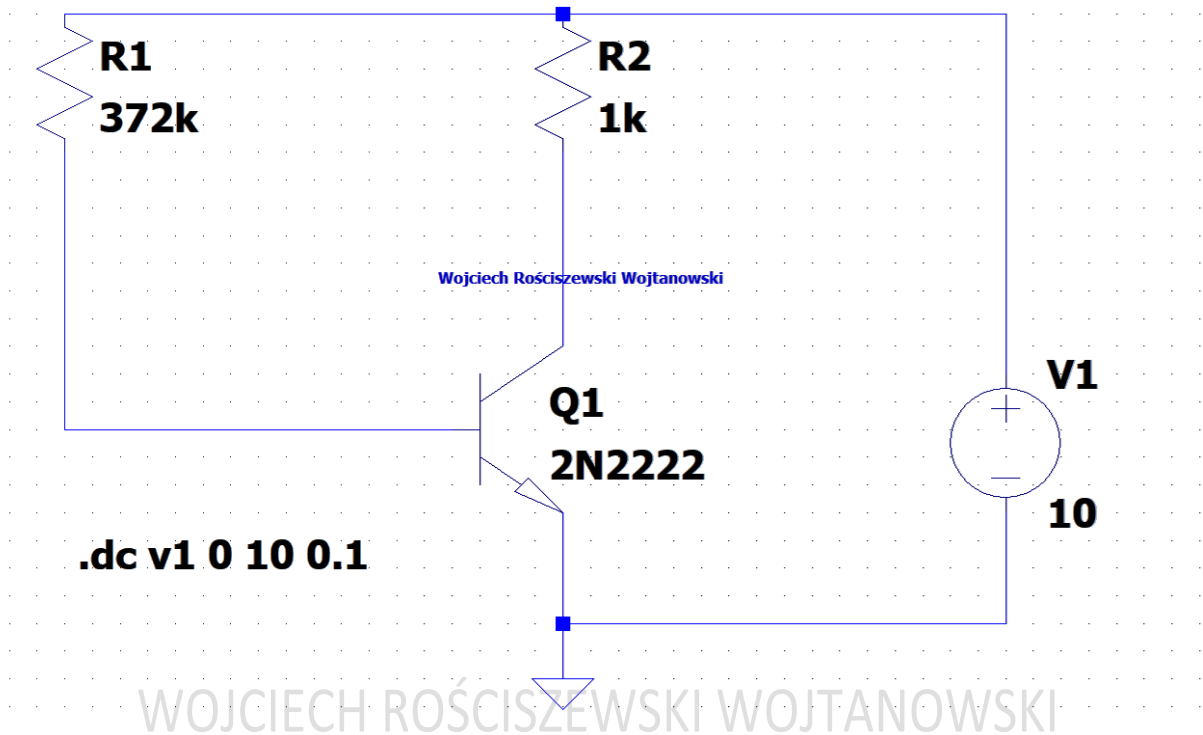 R1
372k
R2
1k
Wojciech Rościszewski Wojtanowski
Q1
2N2222
V1
10
.dc v1 0 10 0.1
WOJCIECH ROŚCISZEWSKI WOJTANOWSKI